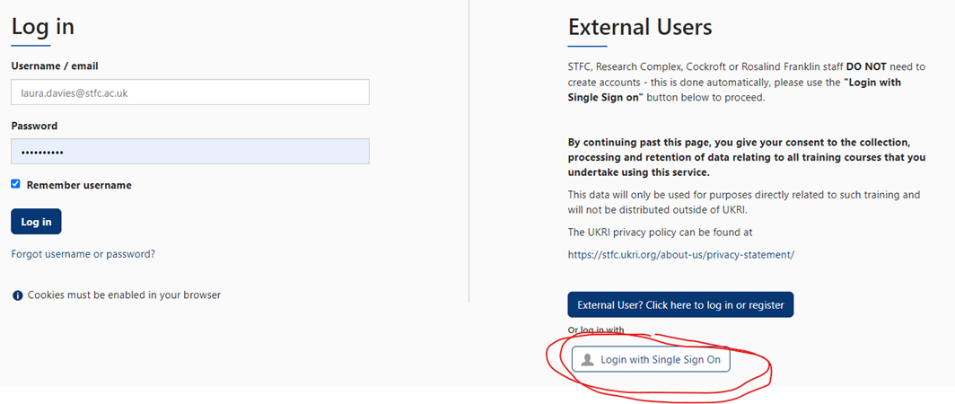 Log in
Username / email
laura.davies@stfc.ac.uk
Password
••••••••••
Remember username
Log in
Forgot username or password?
Cookies must be enabled in your browser
External Users
STFC, Research Complex, Cockroft or Rosalind Franklin staff DO NOT need to
create accounts - this is done automatically, please use the "Login with
Single Sign on" button below to proceed.
By continuing past this page, you give your consent to the collection,
processing and retention of data relating to all training courses that you
undertake using this service.
This data will only be used for purposes directly related to such training and
will not be distributed outside of UKRI.
The UKRI privacy policy can be found at
https://stfc.ukri.org/about-us/privacy-statement/
External User? Click here to log in or register
Or log in with
Login with Single Sign On